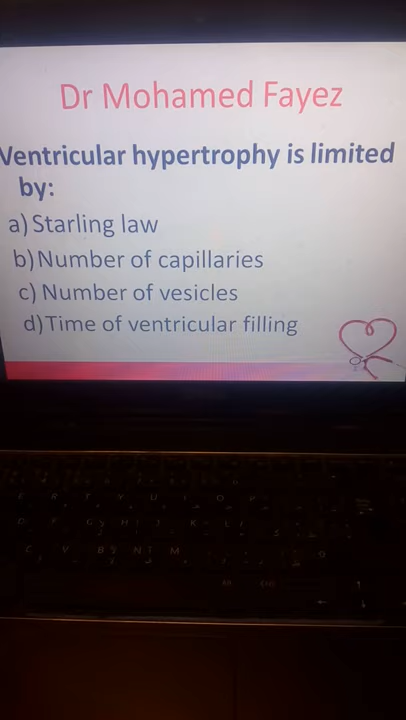 Dr Mohamed Fayez
Ventricular hypertrophy is limited
by:
a) Starling law
b) Number of capillaries
c) Number of vesicles
d) Time of ventricular filling
E R T Y U I O P
D F G H J K L
C V B N M